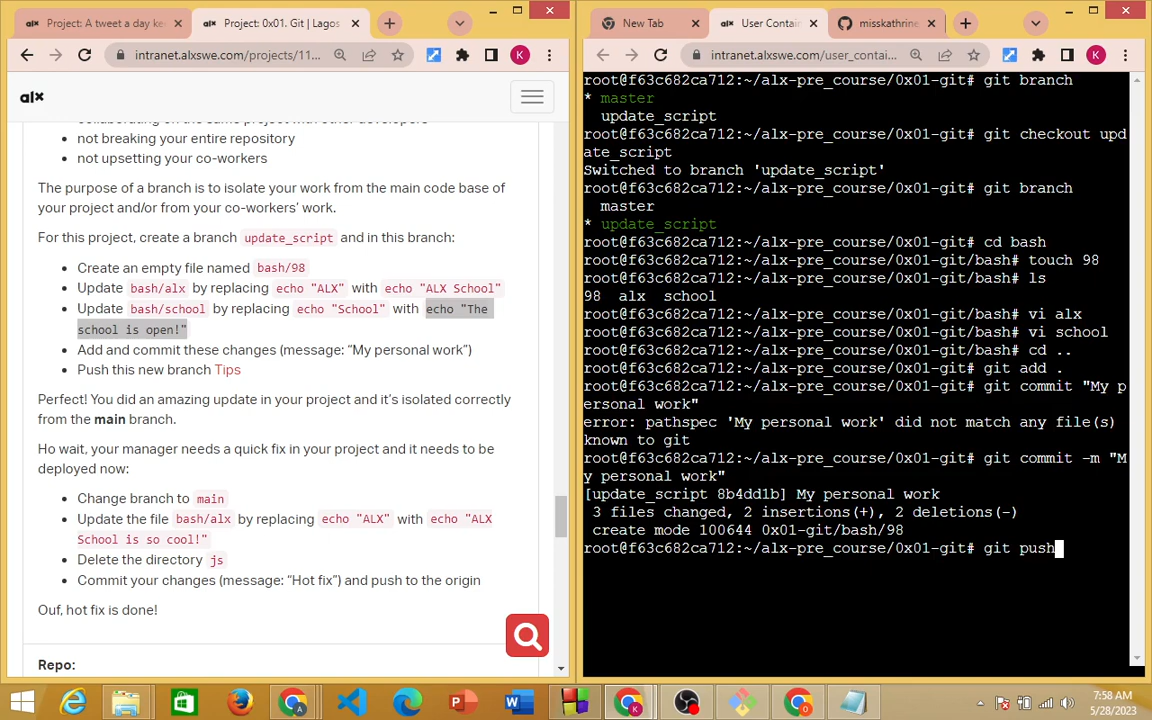 Project: A tweet a day ke
Project: 0x01. Git | Lagos
New Tab
User Contai
misskathrine
intranet.alxswe.com/projects/11...
K
intranet.alxswe.com/user_contai...
K
alx
not breaking your entire repository
not upsetting your co-workers
The purpose of a branch is to isolate your work from the main code base of
your project and/or from your co-workers’ work.
For this project, create a branch update_script and in this branch:
Create an empty file named bash/98
Update bash/alx by replacing echo "ALX" with echo "ALX School"
Update bash/school by replacing echo "School" with echo "The
school is open!"
Add and commit these changes (message: “My personal work”)
Push this new branch Tips
Perfect! You did an amazing update in your project and it’s isolated correctly
from the main branch.
Ho wait, your manager needs a quick fix in your project and it needs to be
deployed now:
Change branch to main
Update the file bash/alx by replacing echo "ALX" with echo "ALX
School is so cool!"
Delete the directory js
Commit your changes (message: “Hot fix”) and push to the origin
Ouf, hot fix is done!
Repo:
root@f63c682ca712:~/alx-pre_course/0x01-git# git branch
* master
update_script
root@f63c682ca712:~/alx-pre_course/0x01-git# git checkout upd
ate_script
Switched to branch 'update_script'
root@f63c682ca712:~/alx-pre_course/0x01-git# git branch
master
* update_script
root@f63c682ca712:~/alx-pre_course/0x01-git# cd bash
root@f63c682ca712:~/alx-pre_course/0x01-git/bash# touch 98
root@f63c682ca712:~/alx-pre_course/0x01-git/bash# ls
98 alx school
root@f63c682ca712:~/alx-pre_course/0x01-git/bash# vi alx
root@f63c682ca712:~/alx-pre_course/0x01-git/bash# vi school
root@f63c682ca712:~/alx-pre_course/0x01-git/bash# cd ..
root@f63c682ca712:~/alx-pre_course/0x01-git# git add .
root@f63c682ca712:~/alx-pre_course/0x01-git# git commit "My p
ersonal work"
error: pathspec 'My personal work' did not match any file(s)
known to git
root@f63c682ca712:~/alx-pre_course/0x01-git# git commit -m "M
y personal work"
[update_script 8b4dd1b] My personal work
3 files changed, 2 insertions(+), 2 deletions(-)
create mode 100644 0x01-git/bash/98
root@f63c682ca712:~/alx-pre_course/0x01-git# git push
7:58 AM
5/28/2023